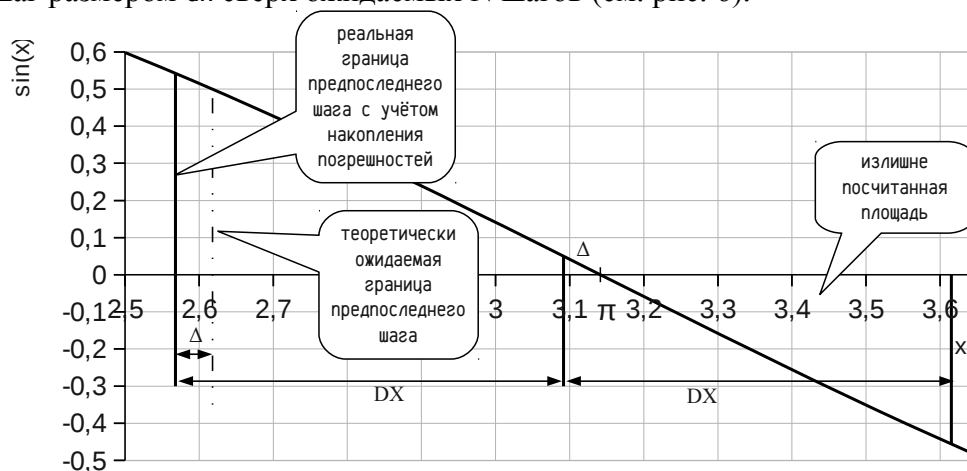 шаг размером dx сверх ожидаемых N шагов (см. рис. 6).
sin(x)
0,6
0,5
0,4
0,3
0,2
0,1
0
-0,1
-0,2
-0,3
-0,4
-0,5
реальная
граница
предпоследнего
шага с учётом
накопления
погрешностей
теоретически
ожидаемая
граница
предпоследнего
шага
излишне
посчитанная
площадь
Δ
2,5
2,6
2,7
3
3,1
π
3,2
3,3
3,4
3,5
3,6
x
Δ
DX
DX